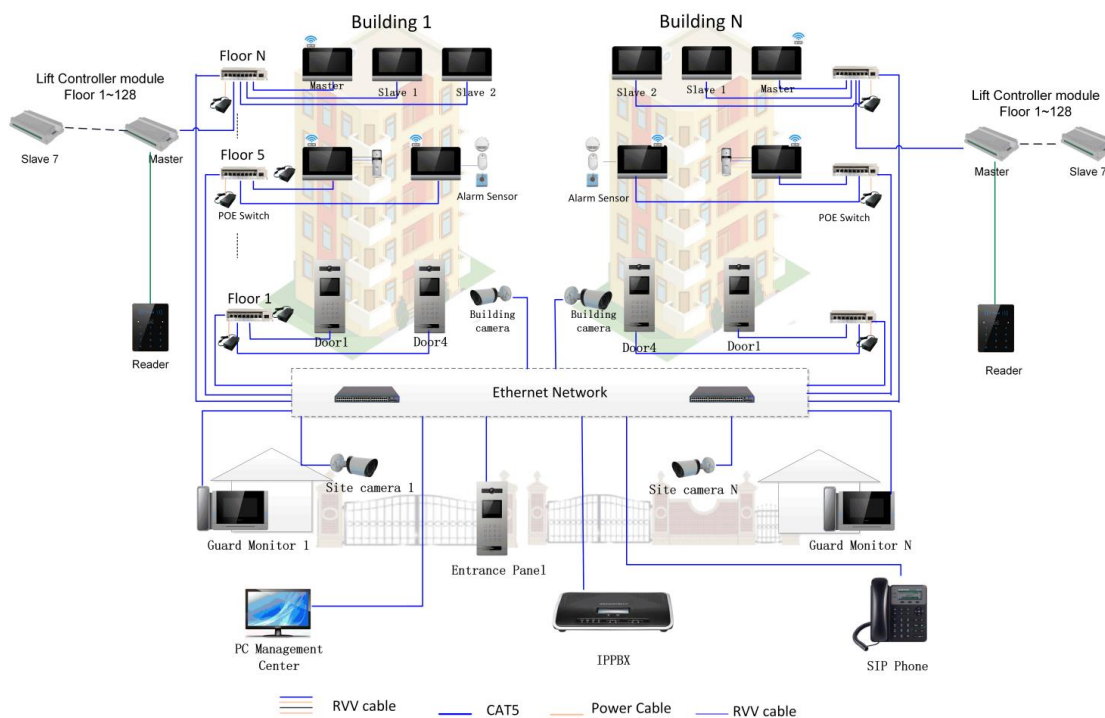 Building 1
Building N
Floor N
Master
Slave 1
Slave 2
Slave 2
Slave 1
Master
Lift Controller module
Floor 1~128
Lift Controller module
Floor 1~128
Slave 7
Master
Floor 5
POE Switch
Alarm Sensor
Alarm Sensor
POE Switch
Master
Slave 7
Floor 1
Door1
Door4
Building
camera
Building
camera
Door4
Door1
Reader
Reader
Ethernet Network
Site camera 1
Site camera N
Guard Monitor 1
Entrance Panel
Guard Monitor N
PC Management
Center
IPPBX
SIP Phone
RVV cable
CAT5
Power Cable
RVV cable